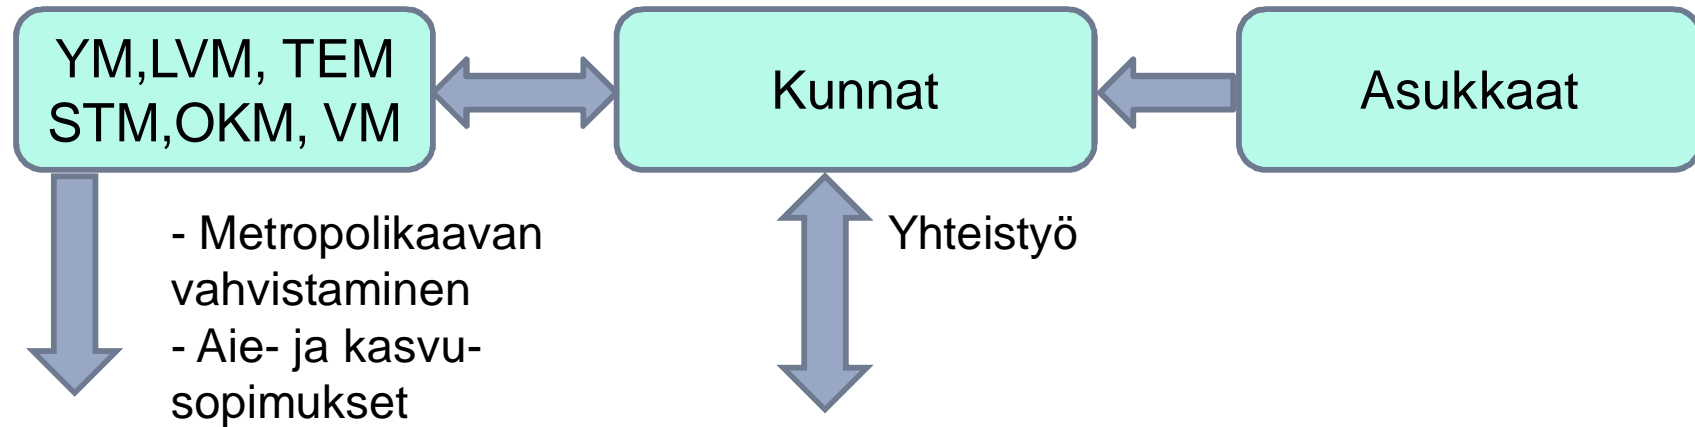 YM,LVM, TEM
STM,OKM, VM
Kunnat
Asukkaat
- Metropolikaavan
vahvistaminen
- Aie- ja kasvu-
sopimukset
Yhteistyö